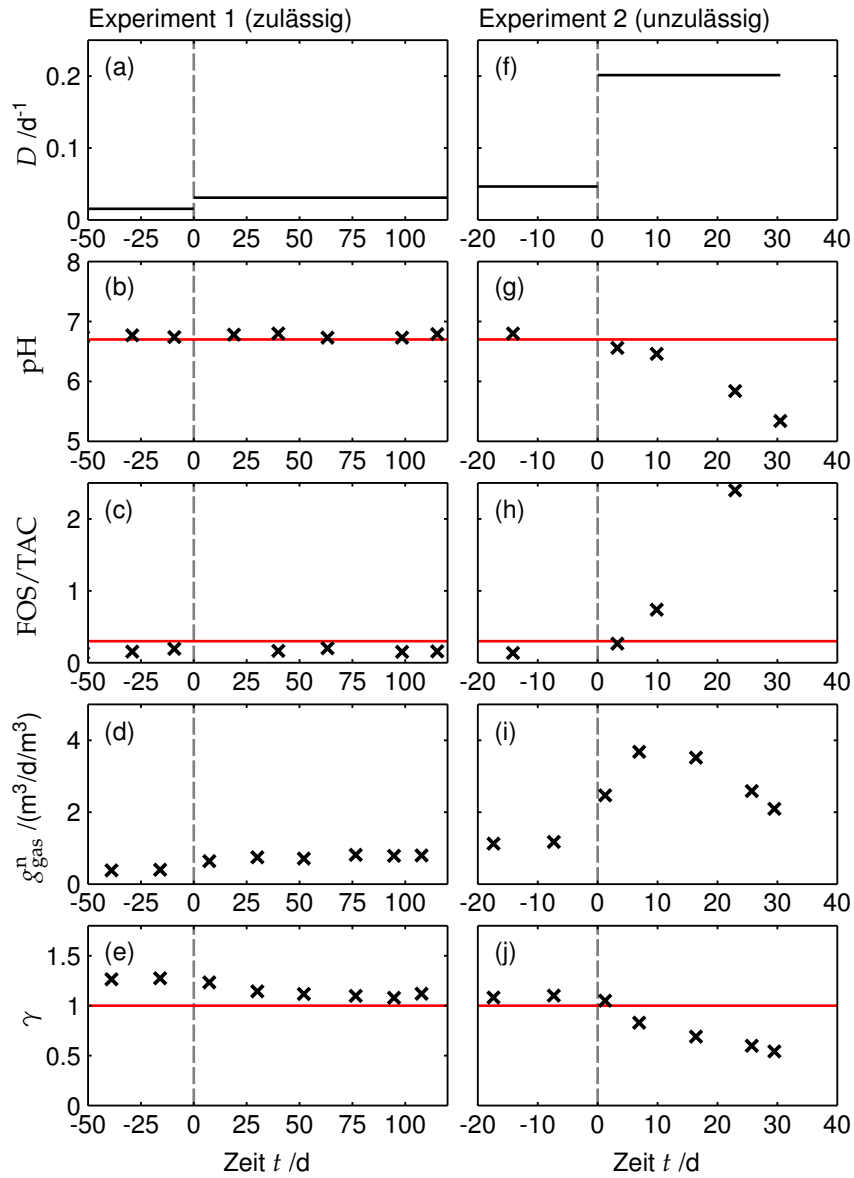 Experiment 1 (zulässig)
Experiment 2 (unzulässig)
(a)
D /d⁻¹
0.2
0.1
0
-50 -25 0 25 50 75 100
(f)
-20 -10 0 10 20 30 40
(b)
pH
8
7
6
5
-50 -25 0 25 50 75 100
(g)
-20 -10 0 10 20 30 40
(c)
FOS/TAC
2
1
0
-50 -25 0 25 50 75 100
(h)
-20 -10 0 10 20 30 40
(d)
gⁿgas /(m³/d/m³)
4
2
0
-50 -25 0 25 50 75 100
(i)
-20 -10 0 10 20 30 40
(e)
γ
1.5
1
0.5
0
-50 -25 0 25 50 75 100
Zeit t /d
(j)
-20 -10 0 10 20 30 40
Zeit t /d